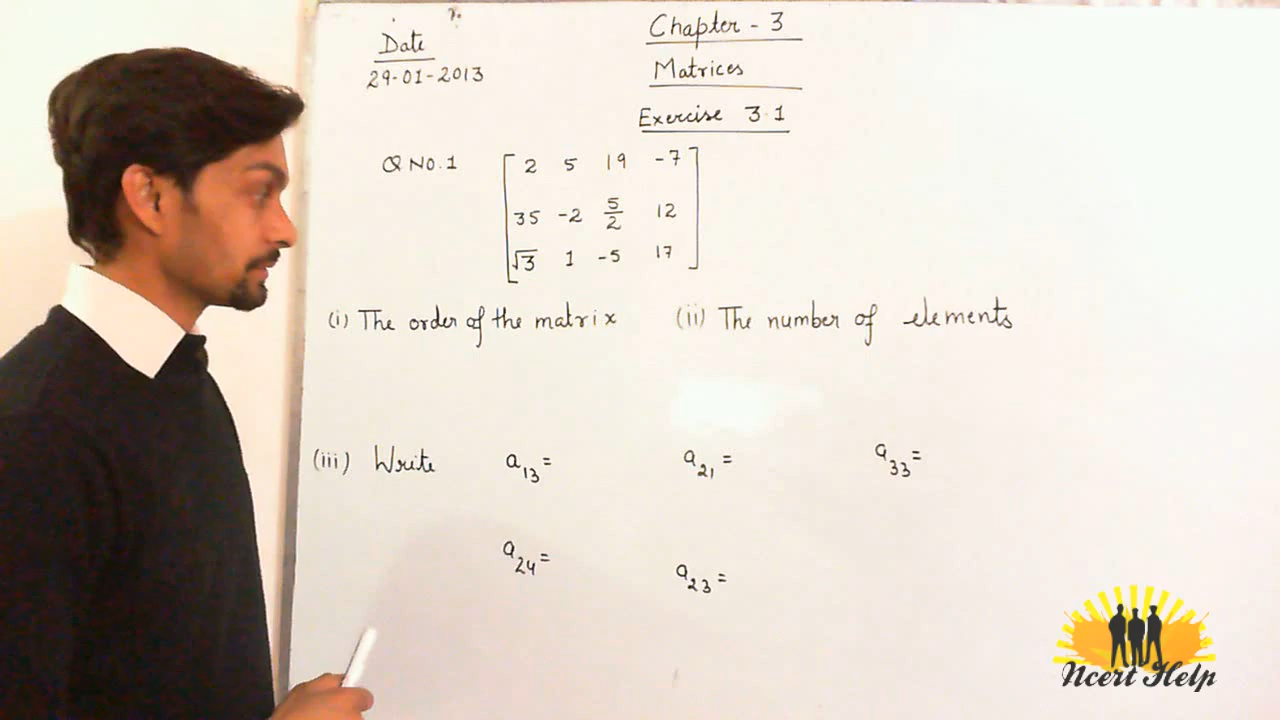 Date
29-01-2013
Chapter - 3
Matrices
Exercise 3.1
Q NO. 1
2 5 19 -7
35 -2 5/2 12
√3 1 -5 17
(i) The order of the matrix (ii) The number of elements
(iii) Write a13= a21= a33=
a24= a23=
Ncert Help